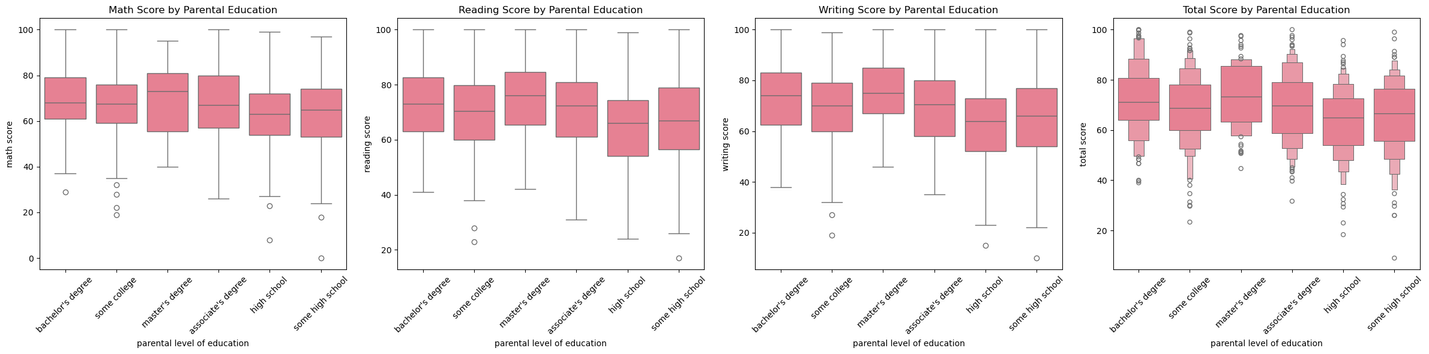 Math Score by Parental Education
math score
100
80
60
40
20
0
bachelor's degree
some college
master's degree
associate's degree
high school
some high school
parental level of education
Reading Score by Parental Education
reading score
100
80
60
40
20
bachelor's degree
some college
master's degree
associate's degree
high school
some high school
parental level of education
Writing Score by Parental Education
writing score
100
80
60
40
20
bachelor's degree
some college
master's degree
associate's degree
high school
some high school
parental level of education
Total Score by Parental Education
total score
100
80
60
40
20
bachelor's degree
some college
master's degree
associate's degree
high school
some high school
parental level of education